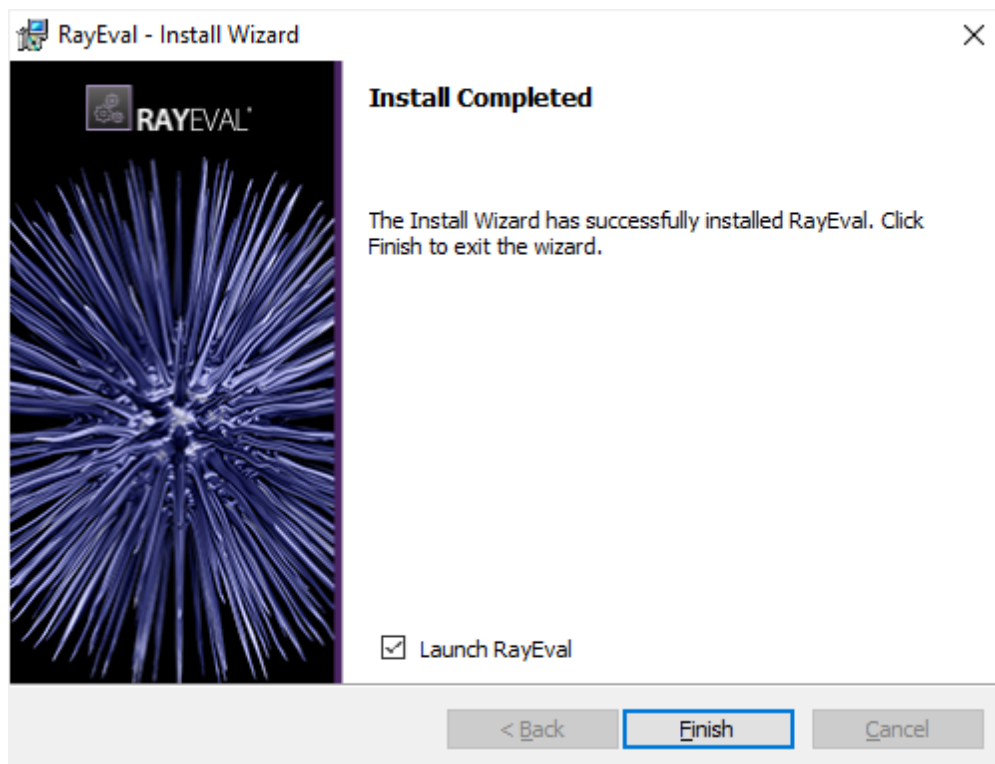 RayEval - Install Wizard
RAYEVAL®
Install Completed
The Install Wizard has successfully installed RayEval. Click
Finish to exit the wizard.
Launch RayEval
< Back
Finish
Cancel